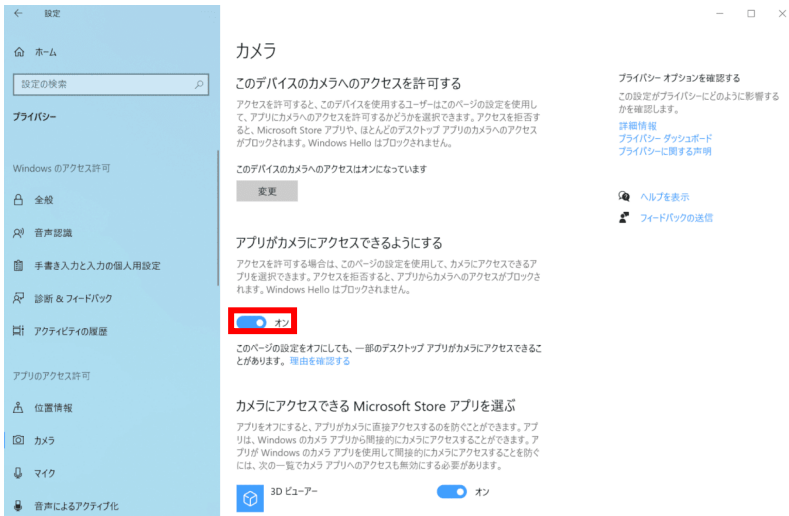 設定
ホーム
設定の検索
プライバシー
Windows のアクセス許可
全般
音声認識
手書き入力と入力の個人用設定
診断 & フィードバック
アクティビティの履歴
アプリのアクセス許可
位置情報
カメラ
マイク
音声によるアクティブ化
カメラ
このデバイスのカメラへのアクセスを許可する
アクセスを許可すると、このデバイスを使用するユーザーはこのページの設定を使用し
て、アプリにカメラへのアクセスを許可するかどうかを選択できます。アクセスを拒否す
ると、Microsoft Store アプリや、ほとんどのデスクトップ アプリのカメラへのアクセス
がブロックされます。Windows Hello はブロックされません。
このデバイスのカメラへのアクセスはオンになっています
変更
アプリがカメラにアクセスできるようにする
アクセスを許可する場合は、このページの設定を使用して、カメラにアクセスできるア
プリを選択できます。アクセスを拒否すると、アプリからカメラへのアクセスがブロックさ
れます。Windows Hello はブロックされません。
オン
このページの設定をオフにしても、一部のデスクトップ アプリがカメラにアクセスできるこ
とがあります。 理由を確認する
カメラにアクセスできる Microsoft Store アプリを選ぶ
アプリをオフにすると、アプリがカメラに直接アクセスするのを防ぐことができます。アプ
リは、Windows のカメラ アプリから間接的にカメラにアクセスすることができます。ア
プリが Windows のカメラ アプリを使用して間接的にカメラにアクセスすることを防ぐ
には、次の一覧でカメラ アプリへのアクセスも無効にする必要があります。
3D ビューアー
オン
プライバシー オプションを確認する
この設定がプライバシーにどのように影響する
かを確認します。
詳細情報
プライバシー ダッシュボード
プライバシーに関する声明
ヘルプを表示
フィードバックの送信